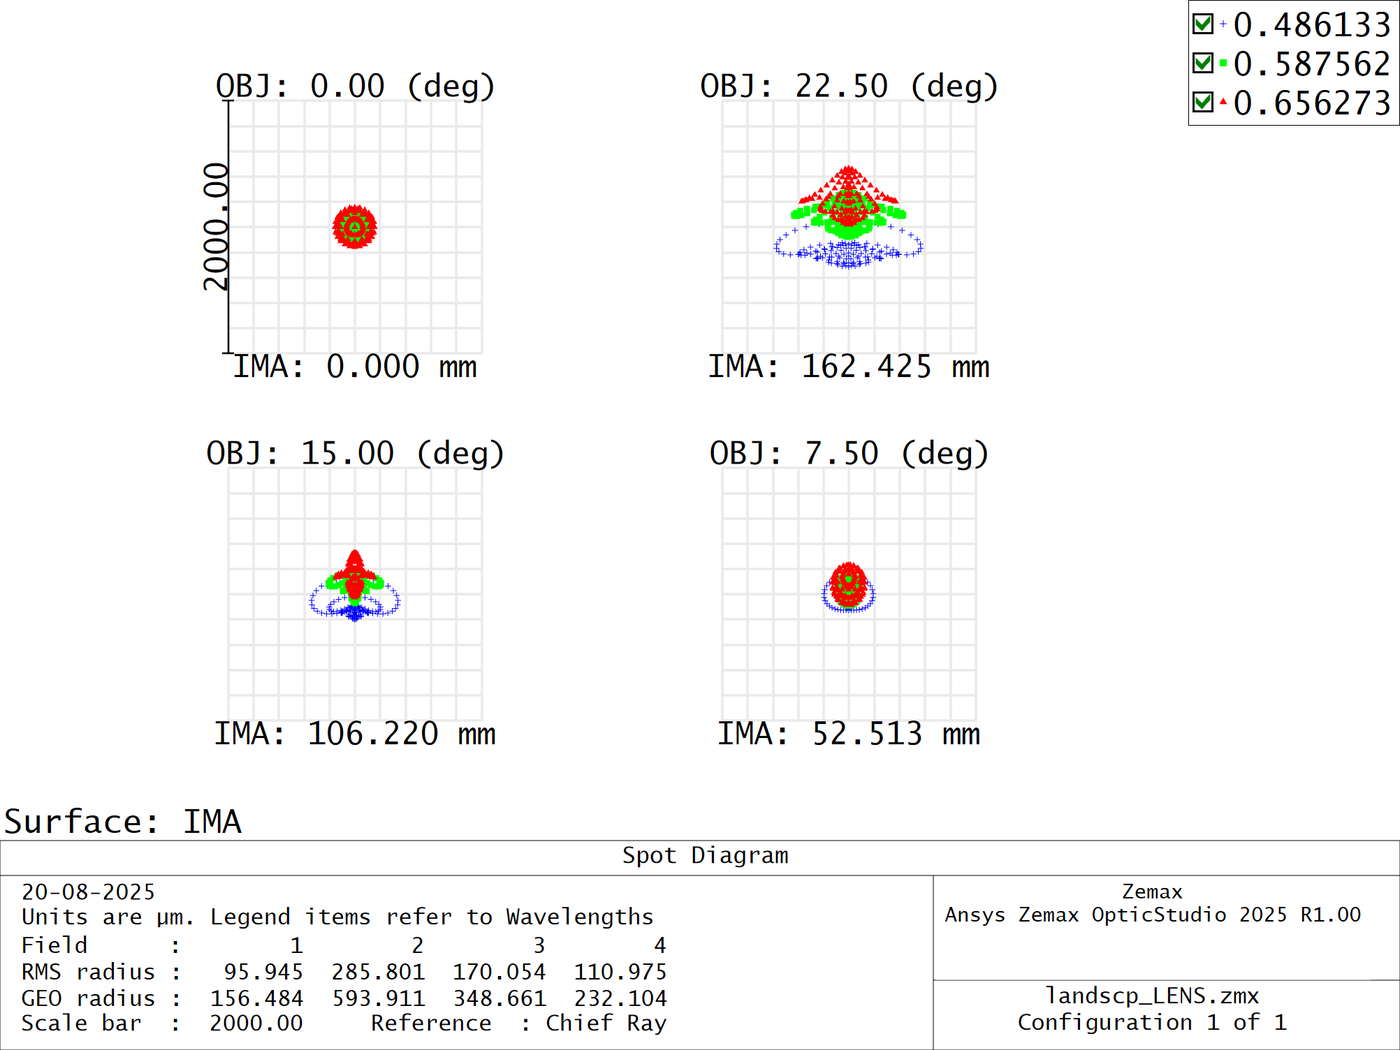 0.486133
0.587562
0.656273
OBJ: 0.00 (deg)
OBJ: 22.50 (deg)
2000.00
IMA: 0.000 mm
IMA: 162.425 mm
OBJ: 15.00 (deg)
OBJ: 7.50 (deg)
IMA: 106.220 mm
IMA: 52.513 mm
Surface: IMA
Spot Diagram
20-08-2025
Units are µm. Legend items refer to Wavelengths
Field : 1 2 3 4
RMS radius : 95.945 285.801 170.054 110.975
GEO radius : 156.484 593.911 348.661 232.104
Scale bar : 2000.00 Reference : Chief Ray
Zemax
Ansys Zemax OpticStudio 2025 R1.00
landscp_LENS.zmx
Configuration 1 of 1